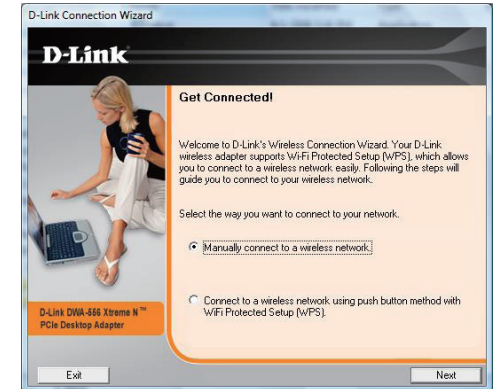 D-Link Connection Wizard
D-Link
Get Connected!
Welcome to D-Link's Wireless Connection Wizard. Your D-Link
wireless adapter supports Wi-Fi Protected Setup (WPS), which allows
you to connect to a wireless network easily. Following the steps will
guide you to connect to your wireless network.
Select the way you want to connect to your network.
Manually connect to a wireless network.
Connect to a wireless network using push button method with
WiFi Protected Setup (WPS).
D-Link DWA-556 Xtreme N™
PCIe Desktop Adapter
Exit
Next